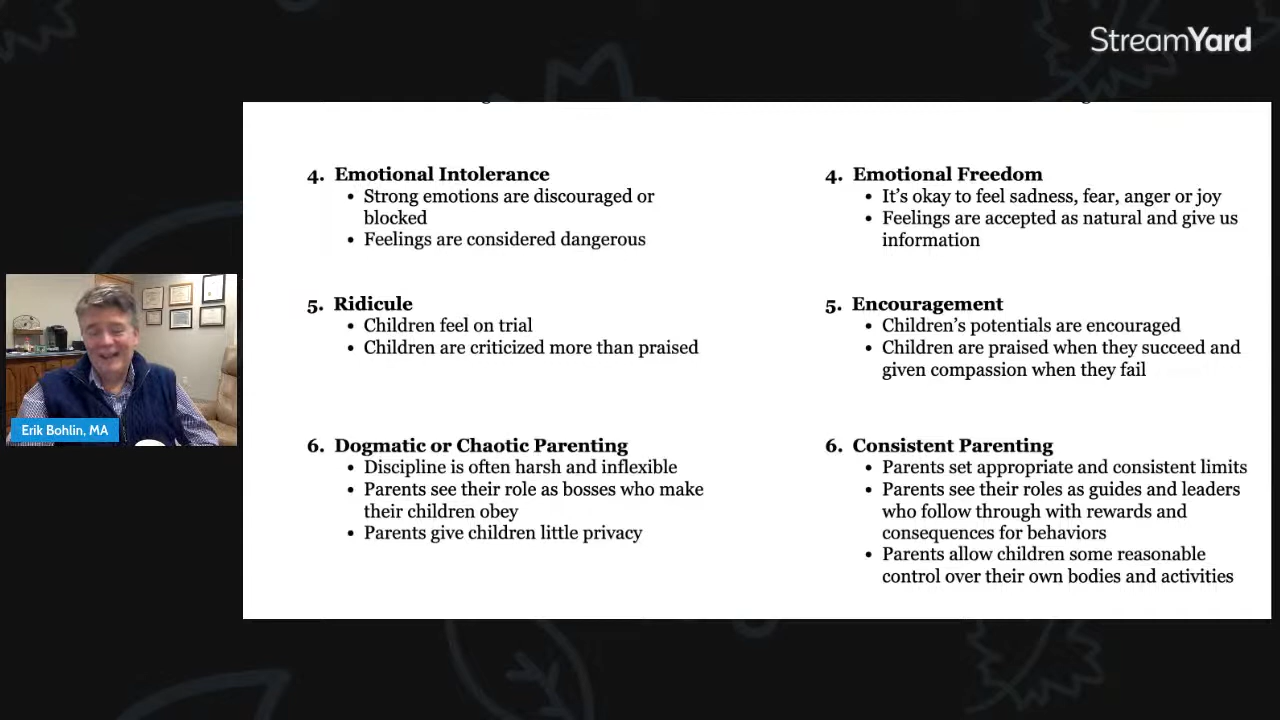 StreamYard
4. Emotional Intolerance
• Strong emotions are discouraged or
blocked
• Feelings are considered dangerous
5. Ridicule
• Children feel on trial
• Children are criticized more than praised
6. Dogmatic or Chaotic Parenting
• Discipline is often harsh and inflexible
• Parents see their role as bosses who make
their children obey
• Parents give children little privacy
4. Emotional Freedom
• It’s okay to feel sadness, fear, anger or joy
• Feelings are accepted as natural and give us
information
5. Encouragement
• Children’s potentials are encouraged
• Children are praised when they succeed and
given compassion when they fail
6. Consistent Parenting
• Parents set appropriate and consistent limits
• Parents see their roles as guides and leaders
who follow through with rewards and
consequences for behaviors
• Parents allow children some reasonable
control over their own bodies and activities
Erik Bohlin, MA